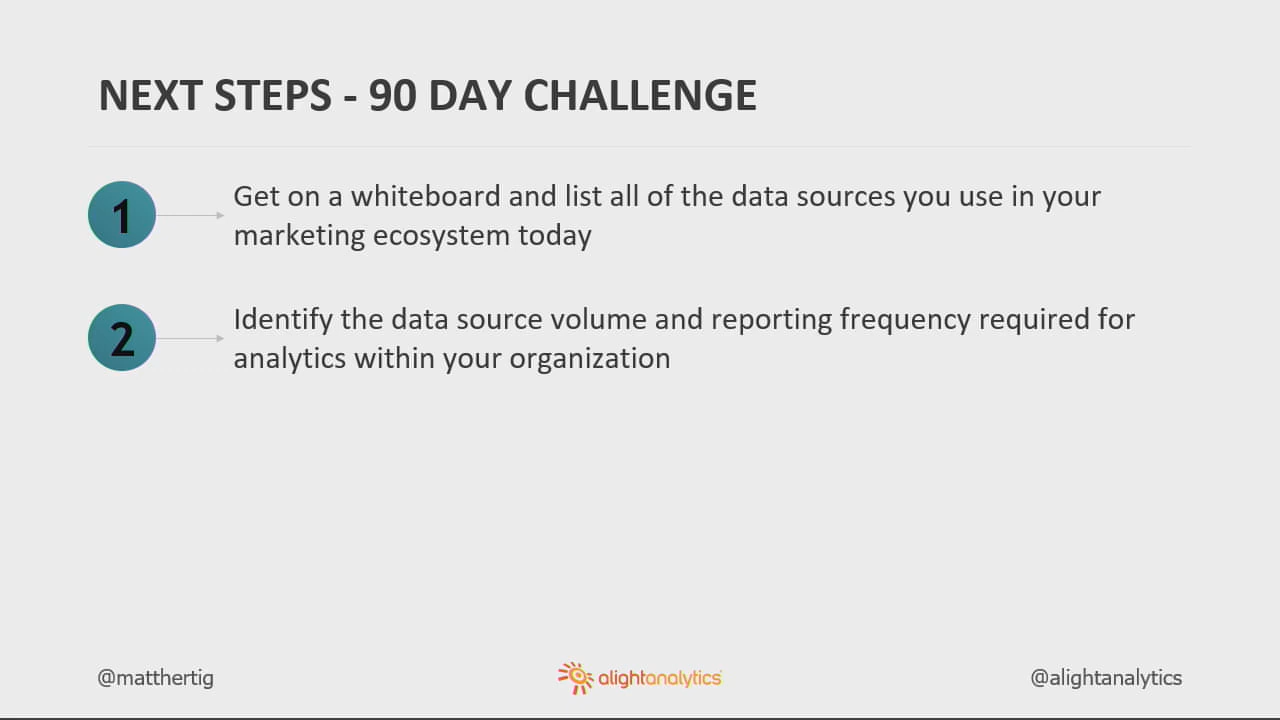 NEXT STEPS - 90 DAY CHALLENGE
1
Get on a whiteboard and list all of the data sources you use in your
marketing ecosystem today
2
Identify the data source volume and reporting frequency required for
analytics within your organization
@matthertig
alightanalytics
@alightanalytics